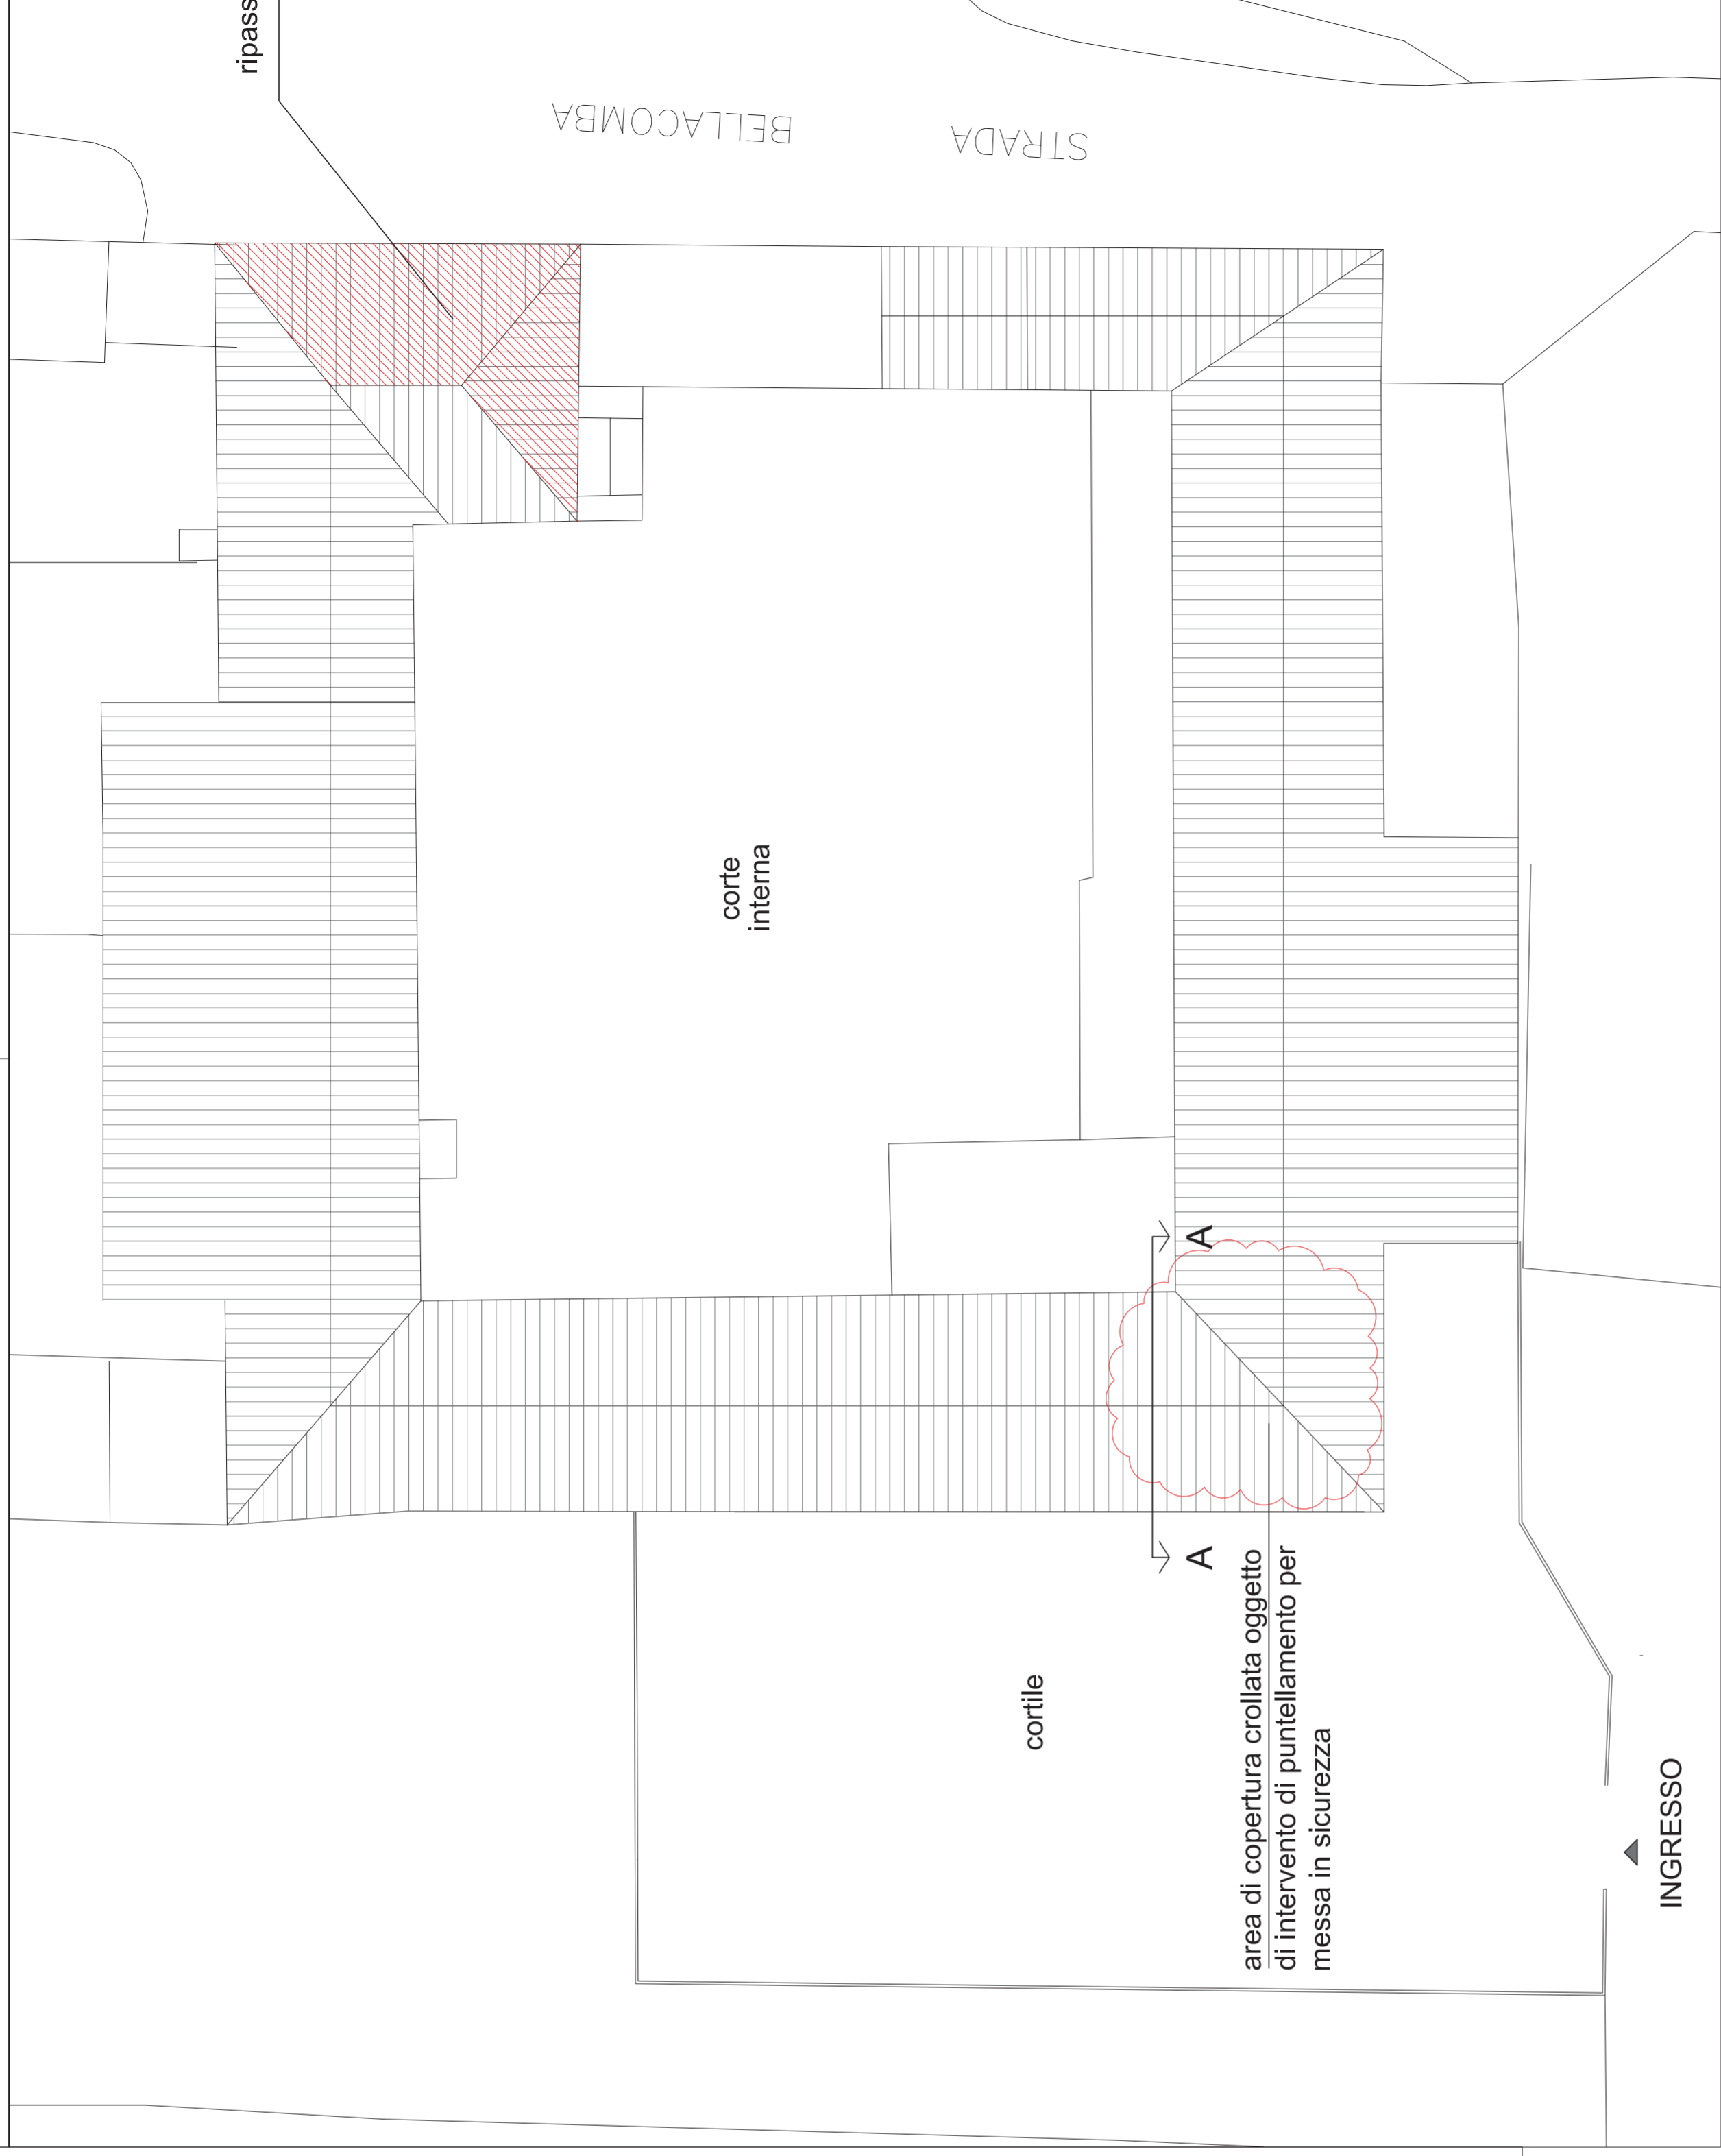 ripass
STRADA
BELLACOMBA
corte
interna
A
A
cortile
area di copertura crollata oggetto
di intervento di puntellamento per
messa in sicurezza
INGRESSO